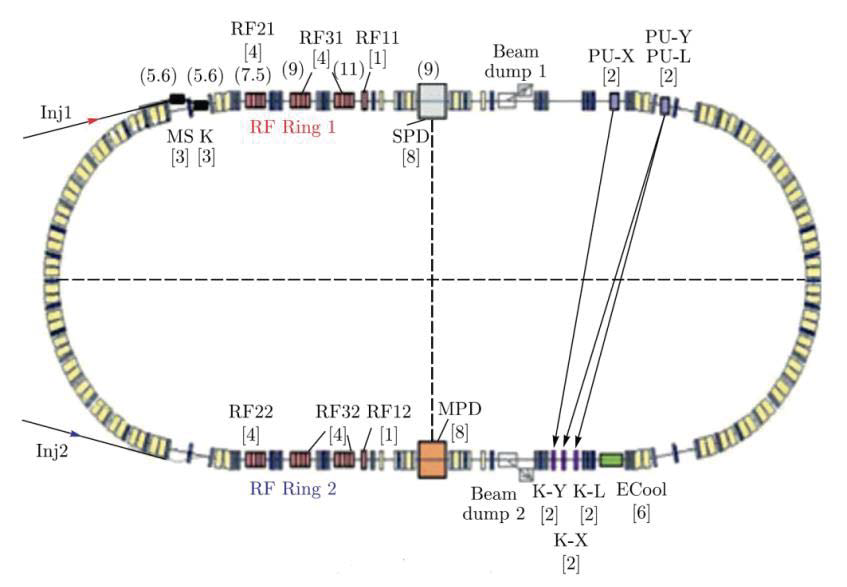 RF21
[4]
RF31
[4]
RF11
[1]
(5.6) (5.6) (7.5) (9) (11) (9)
Beam
dump 1
PU-X
[2]
PU-Y
PU-L
[2]
Inj1
MS K
[3] [3]
RF Ring 1
SPD
[8]
RF22
[4]
RF32
[4]
RF12
[1]
MPD
[8]
Inj2
RF Ring 2
Beam
dump 2
K-Y
[2]
K-L
[2]
K-X
[2]
ECool
[6]